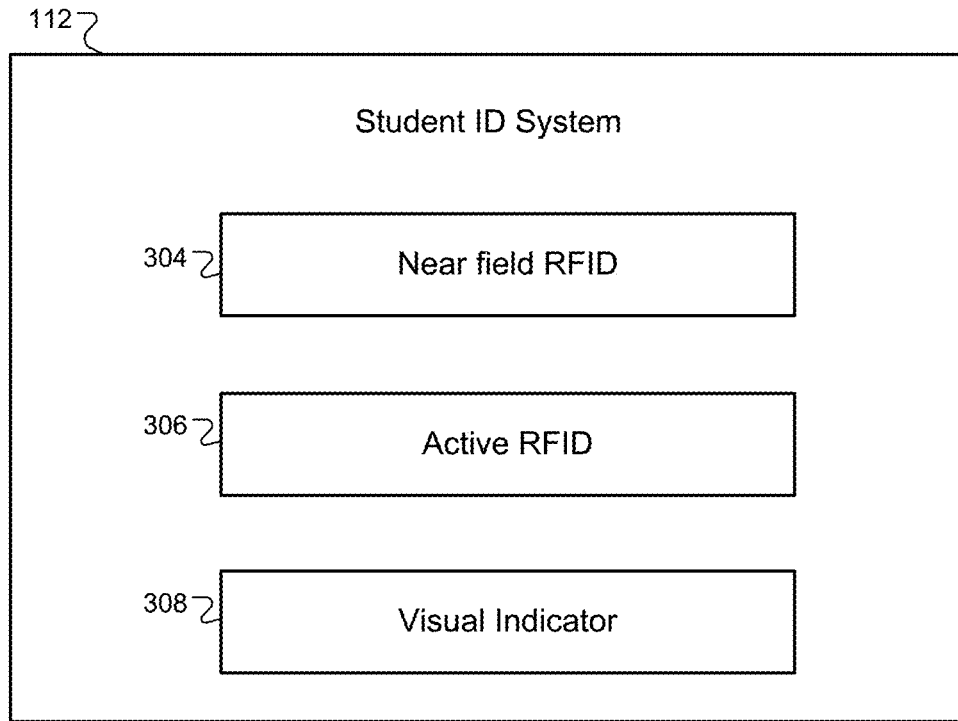 112
Student ID System
304
Near field RFID
306
Active RFID
308
Visual Indicator